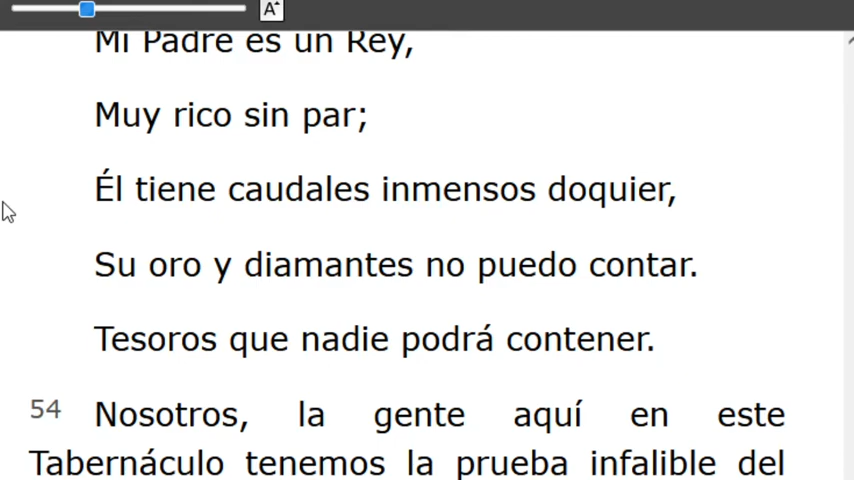 A
Mi Padre es un Rey,
Muy rico sin par;
Él tiene caudales inmensos doquier,
Su oro y diamantes no puedo contar.
Tesoros que nadie podrá contener.
54 Nosotros, la gente aquí en este
Tabernáculo tenemos la prueba infalible del